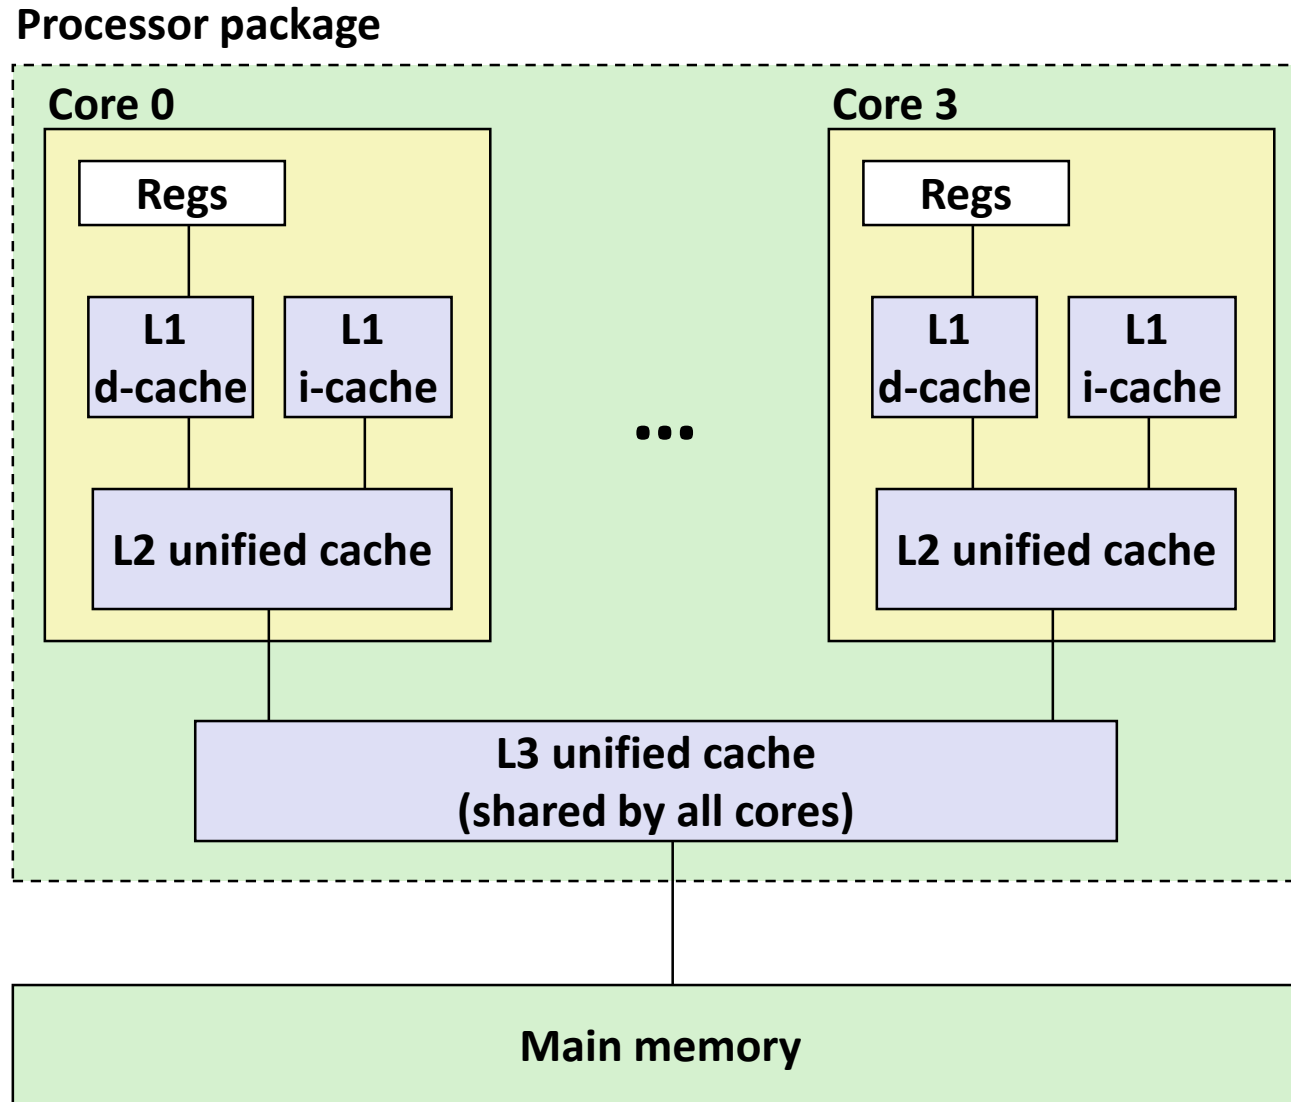 Processor package
Core 0
Regs
L1
d-cache
L1
i-cache
L2 unified cache
...
Core 3
Regs
L1
d-cache
L1
i-cache
L2 unified cache
L3 unified cache
(shared by all cores)
Main memory